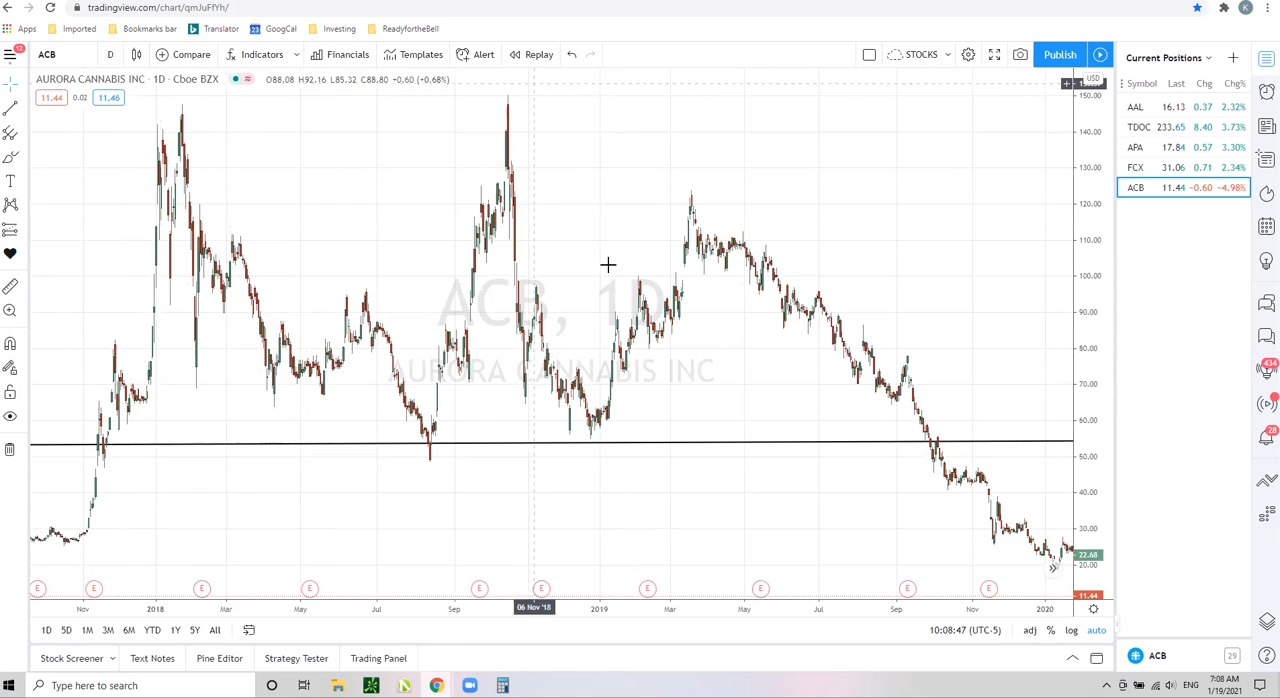 tradingview.com/chart/qmJuFfYh/
K
Apps Imported Bookmarks bar Translator 23 GoogCal Investing ReadyfortheBell
12 ACB D Compare Indicators Financials Templates Alert Replay STOCKS Publish
AURORA CANNABIS INC · 1D · Cboe BZX O88.08 H92.16 L85.32 C88.80 +0.60 (+0.68%)
11.44 0.02 11.46
USD
150.00
140.00
130.00
120.00
110.00
100.00
90.00
80.00
70.00
60.00
50.00
40.00
30.00
22.68
20.00
11.44
ACB, 1D
AURORA CANNABIS INC
E E E E E E E E E E
Nov 2018 Mar May Jul Sep 06 Nov '18 2019 Mar May Jul Sep Nov 2020
1D 5D 1M 3M 6M YTD 1Y 5Y All 10:08:47 (UTC-5) adj % log auto
Stock Screener Text Notes Pine Editor Strategy Tester Trading Panel
Current Positions
Symbol Last Chg Chg%
AAL 16.13 0.37 2.32%
TDOC 233.65 8.40 3.73%
APA 17.84 0.57 3.30%
FCX 31.06 0.71 2.34%
ACB 11.44 -0.60 -4.98%
434
28
ACB 29
Type here to search
ENG 7:08 AM
1/19/2021